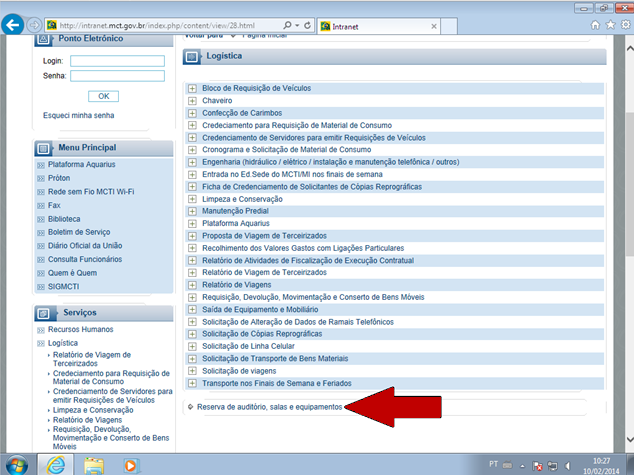 http://intranet.mct.gov.br/index.php/content/view/28.html
Intranet
Ponto Eletrônico
Login:
Senha:
OK
Esqueci minha senha
Menu Principal
Plataforma Aquarius
Próton
Rede sem Fio MCTI Wi-Fi
Fax
Biblioteca
Boletim de Serviço
Diário Oficial da União
Consulta Funcionários
Quem è Quem
SIGMCTI
Serviços
Recursos Humanos
Logística
Relatório de Viagem de
Terceirizados
Credeciamento para Requisição de
Material de Consumo
Credenciamento de Servidores para
emitir Requisições de Veículos
Limpeza e Conservação
Relatório de Viagens
Requisição, Devolução,
Movimentação e Conserto de Bens
Móveis
Voltar para Página Inicial
Logística
Bloco de Requisição de Veículos
Chaveiro
Confecção de Carimbos
Credeciamento para Requisição de Material de Consumo
Credenciamento de Servidores para emitir Requisições de Veículos
Cronograma e Solicitação de Material de Consumo
Engenharia (hidráulico / elétrico / instalação e manutenção telefônica / outros)
Entrada no Ed.Sede do MCTI/MI nos finais de semana
Ficha de Credenciamento de Solicitantes de Cópias Reprográficas
Limpeza e Conservação
Manutenção Predial
Plataforma Aquarius
Proposta de Viagem de Terceirizados
Recolhimento dos Valores Gastos com Ligações Particulares
Relatório de Atividades de Fiscalização de Execução Contratual
Relatório de Viagem de Terceirizados
Relatório de Viagens
Requisição, Devolução, Movimentação e Conserto de Bens Móveis
Saída de Equipamento e Mobiliário
Solicitação de Alteração de Dados de Ramais Telefônicos
Solicitação de Cópias Reprográficas
Solicitação de Linha Celular
Solicitação de Transporte de Bens Materiais
Solicitação de viagens
Transporte nos Finais de Semana e Feriados
Reserva de auditório, salas e equipamentos
PT
10:27
10/02/2014